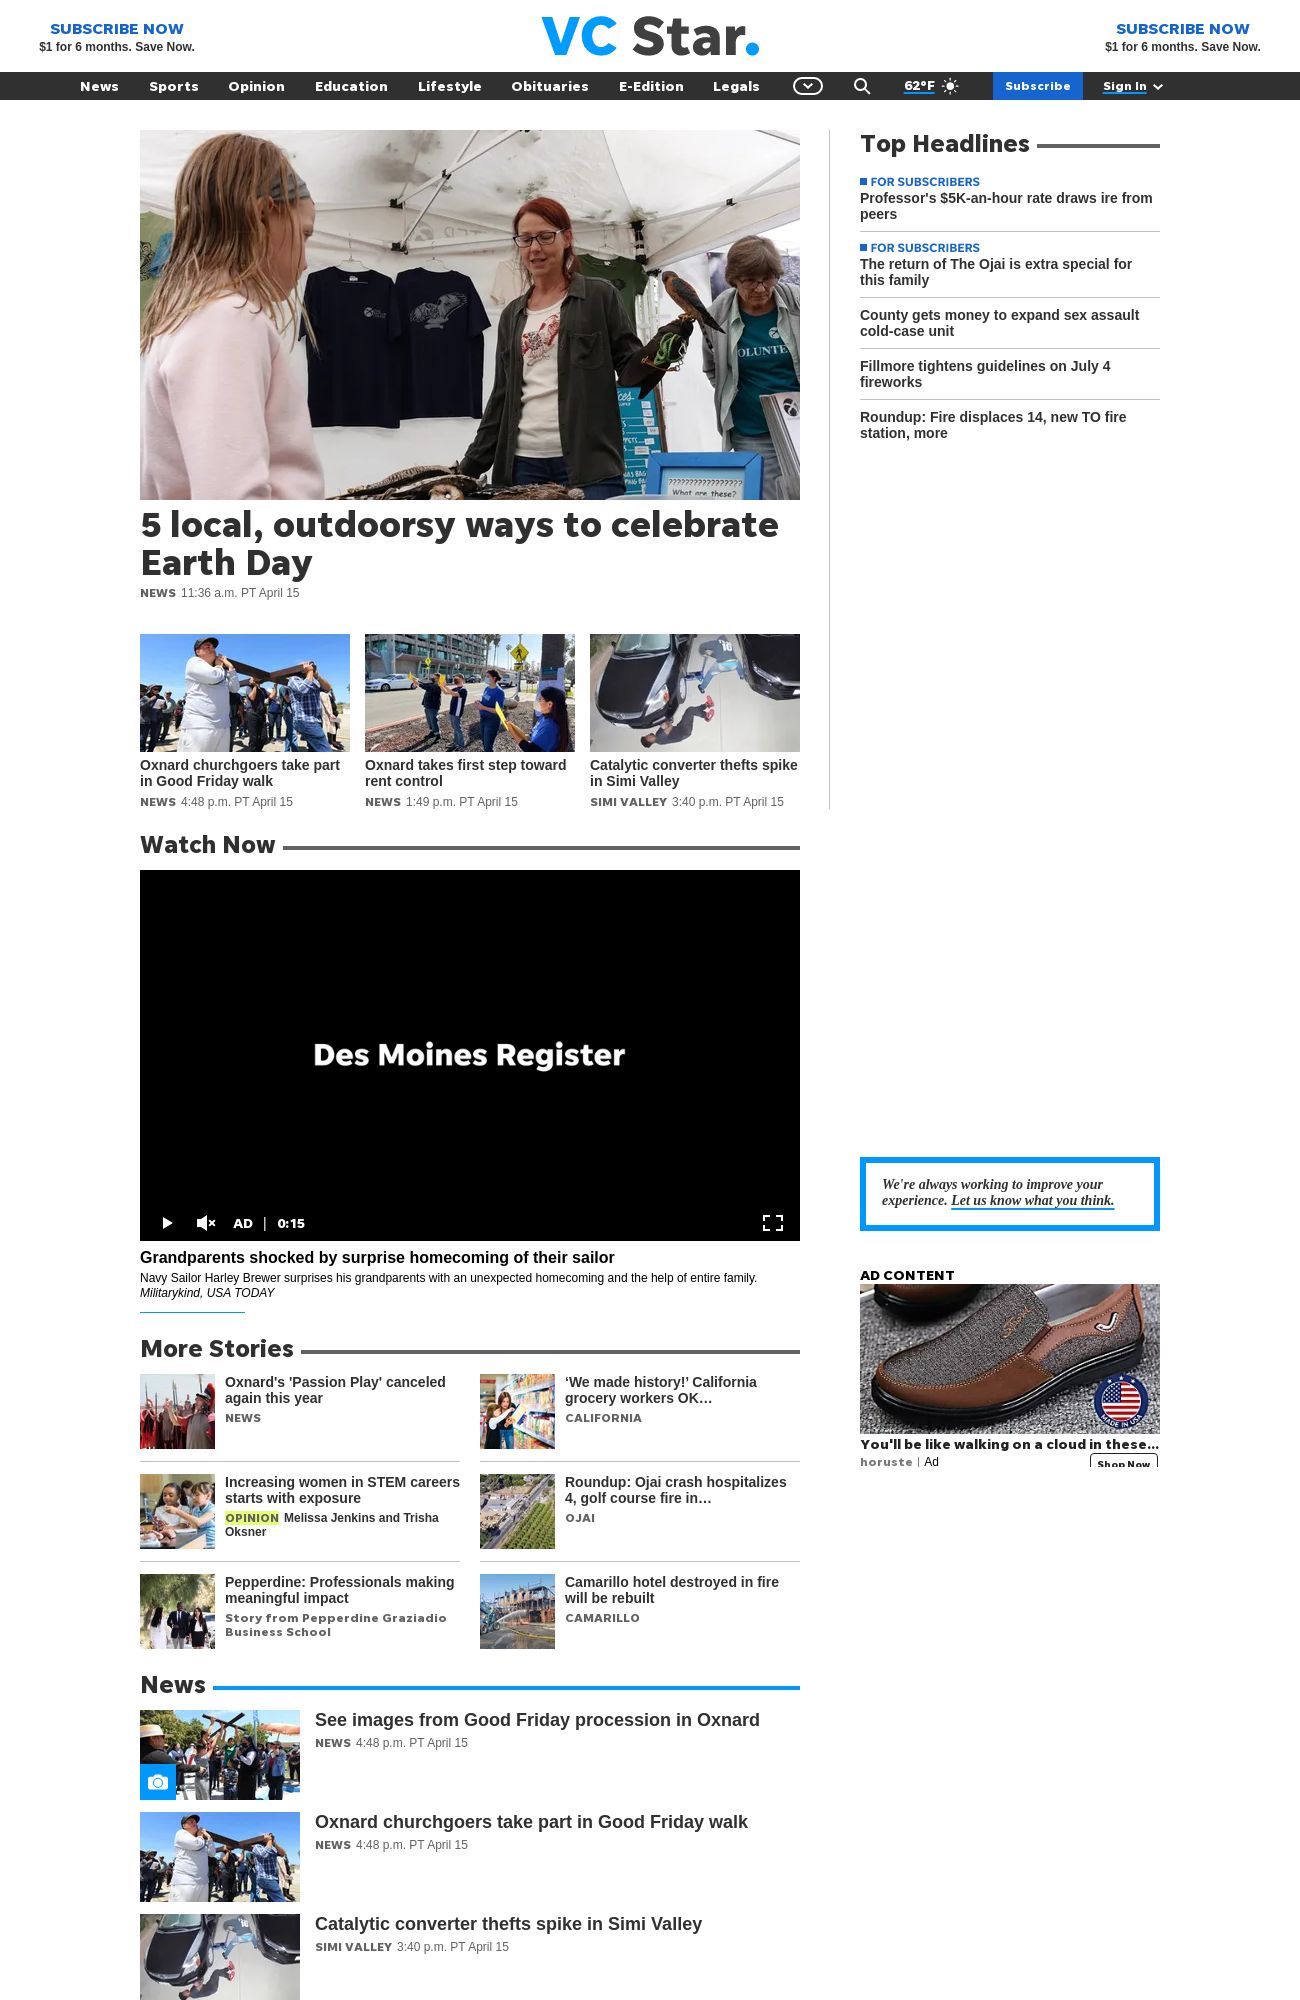 SUBSCRIBE NOW
$1 for 6 months. Save Now.
VC Star.
SUBSCRIBE NOW
$1 for 6 months. Save Now.
News Sports Opinion Education Lifestyle Obituaries E-Edition Legals 62°F Subscribe Sign In
VOLUNTE
????????????????
What are these?
5 local, outdoorsy ways to celebrate
Earth Day
NEWS 11:36 a.m. PT April 15
Oxnard churchgoers take part
in Good Friday walk
NEWS 4:48 p.m. PT April 15
Oxnard takes first step toward
rent control
NEWS 1:49 p.m. PT April 15
Catalytic converter thefts spike
in Simi Valley
SIMI VALLEY 3:40 p.m. PT April 15
Top Headlines
FOR SUBSCRIBERS
Professor's $5K-an-hour rate draws ire from
peers
FOR SUBSCRIBERS
The return of The Ojai is extra special for
this family
County gets money to expand sex assault
cold-case unit
Fillmore tightens guidelines on July 4
fireworks
Roundup: Fire displaces 14, new TO fire
station, more
Watch Now
Des Moines Register
AD | 0:15
Grandparents shocked by surprise homecoming of their sailor
Navy Sailor Harley Brewer surprises his grandparents with an unexpected homecoming and the help of entire family.
Militarykind, USA TODAY
We're always working to improve your
experience. Let us know what you think.
AD CONTENT
MADE IN USA
You'll be like walking on a cloud in these...
horuste | Ad
Shop Now
More Stories
Oxnard's 'Passion Play' canceled
again this year
NEWS
‘We made history!’ California
grocery workers OK…
CALIFORNIA
Increasing women in STEM careers
starts with exposure
OPINION Melissa Jenkins and Trisha
Oksner
Roundup: Ojai crash hospitalizes
4, golf course fire in…
OJAI
Pepperdine: Professionals making
meaningful impact
Story from Pepperdine Graziadio
Business School
Camarillo hotel destroyed in fire
will be rebuilt
CAMARILLO
News
See images from Good Friday procession in Oxnard
NEWS 4:48 p.m. PT April 15
Oxnard churchgoers take part in Good Friday walk
NEWS 4:48 p.m. PT April 15
Catalytic converter thefts spike in Simi Valley
SIMI VALLEY 3:40 p.m. PT April 15